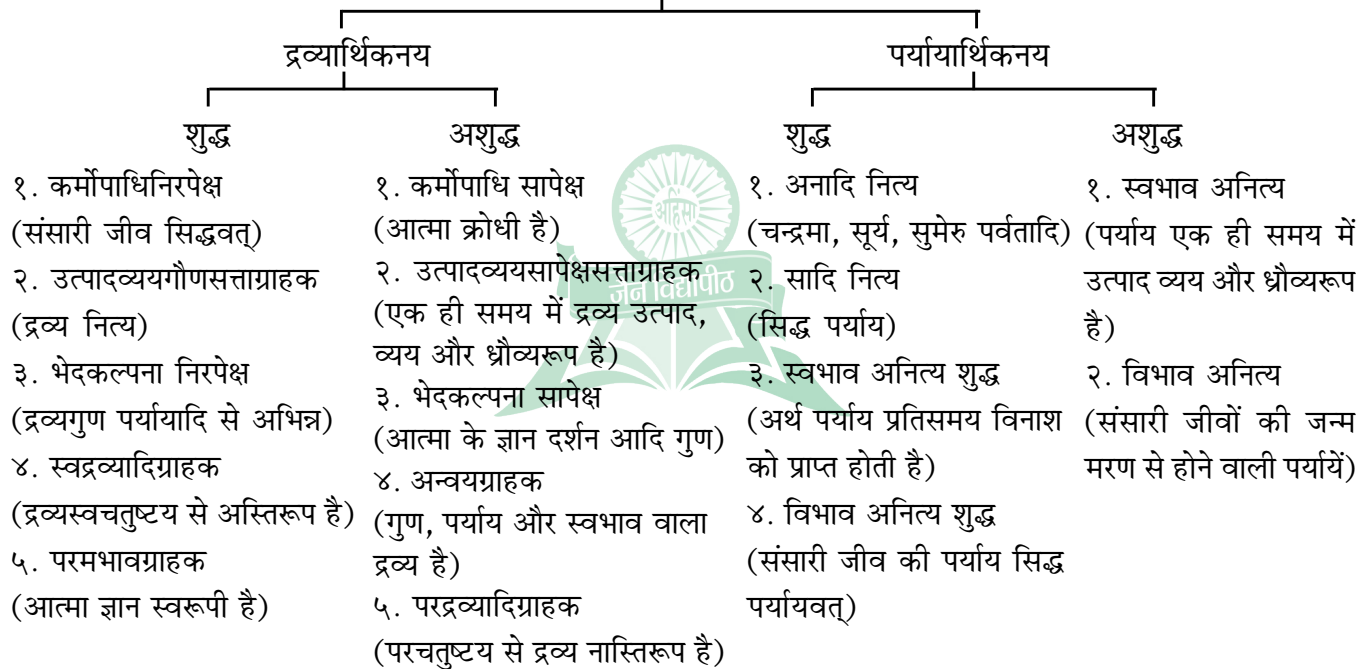 द्रव्यार्थिकनय
पर्यायार्थिकनय
शुद्ध
१. कर्मोपाधिनिरपेक्ष
(संसारी जीव सिद्धवत्)
२. उत्पादव्ययगौणसत्ताग्राहक
(द्रव्य नित्य)
३. भेदकल्पना निरपेक्ष
(द्रव्यगुण पर्यायादि से अभिन्न)
४. स्वद्रव्यादिग्राहक
(द्रव्यस्वचतुष्टय से अस्तिरूप है)
५. परमभावग्राहक
(आत्मा ज्ञान स्वरूपी है)
अशुद्ध
१. कर्मोपाधि सापेक्ष
(आत्मा क्रोधी है)
२. उत्पादव्ययसापेक्षसत्ताग्राहक
(एक ही समय में द्रव्य उत्पाद,
व्यय और ध्रौव्यरूप है)
३. भेदकल्पना सापेक्ष
(आत्मा के ज्ञान दर्शन आदि गुण)
४. अन्वयग्राहक
(गुण, पर्याय और स्वभाव वाला
द्रव्य है)
५. परद्रव्यादिग्राहक
(परचतुष्टय से द्रव्य नास्तिरूप है)
शुद्ध
१. अनादि नित्य
(चन्द्रमा, सूर्य, सुमेरु पर्वतादि)
२. सादि नित्य
(सिद्ध पर्याय)
३. स्वभाव अनित्य शुद्ध
(अर्थ पर्याय प्रतिसमय विनाश
को प्राप्त होती है)
४. विभाव अनित्य शुद्ध
(संसारी जीव की पर्याय सिद्ध
पर्यायवत्)
अशुद्ध
१. स्वभाव अनित्य
(पर्याय एक ही समय में
उत्पाद व्यय और ध्रौव्यरूप
है)
२. विभाव अनित्य
(संसारी जीवों की जन्म
मरण से होने वाली पर्यायें)
अहिंसा
जैन विद्यापीठ